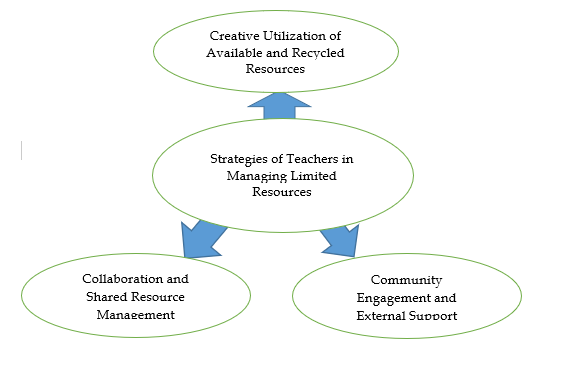 Creative Utilization of
Available and Recycled
Resources
Strategies of Teachers in
Managing Limited
Resources
Collaboration and
Shared Resource
Management
Community
Engagement and
External Support